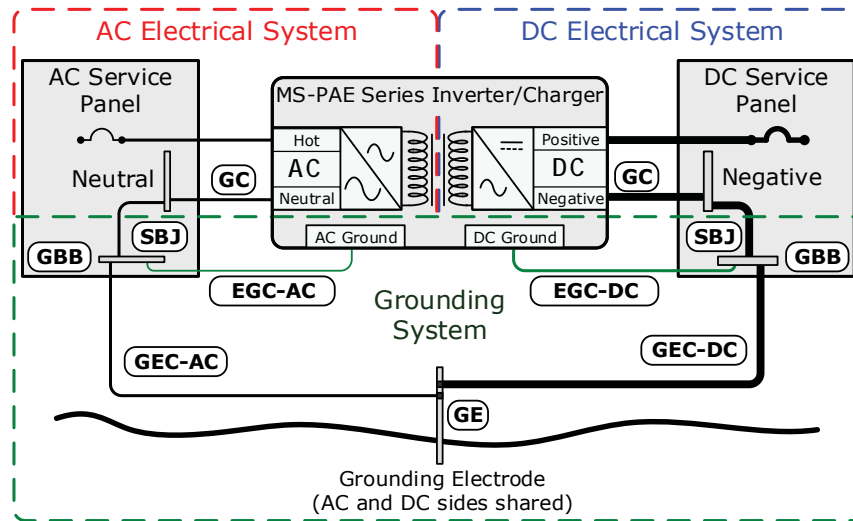 AC Electrical System
DC Electrical System
AC Service
Panel
MS-PAE Series Inverter/Charger
DC Service
Panel
Hot
AC
Neutral
Positive
DC
Negative
Neutral
GC
GC
Negative
SBJ
SBJ
GBB
GBB
AC Ground
DC Ground
EGC-AC
EGC-DC
Grounding
System
GEC-AC
GEC-DC
GE
Grounding Electrode
(AC and DC sides shared)